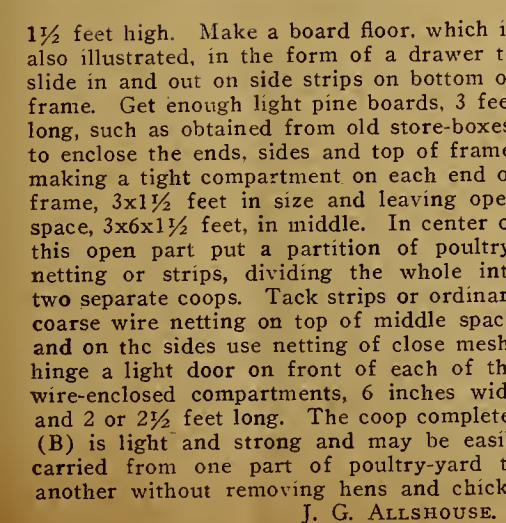 1½ feet high. Make a board floor, which i
also illustrated, in the form of a drawer t
slide in and out on side strips on bottom o
frame. Get enough light pine boards, 3 fee
long, such as obtained from old store-boxes
to enclose the ends, sides and top of frame
making a tight compartment on each end o
frame, 3x1½ feet in size and leaving ope
space, 3x6x1½ feet, in middle. In center o
this open part put a partition of poultry
netting or strips, dividing the whole int
two separate coops. Tack strips or ordinar
coarse wire netting on top of middle spac
and on the sides use netting of close mesh
hinge a light door on front of each of th
wire-enclosed compartments, 6 inches wid
and 2 or 2½ feet long. The coop complete
(B) is light and strong and may be easi
carried from one part of poultry-yard t
another without removing hens and chick
J. G. ALLSHOUSE.